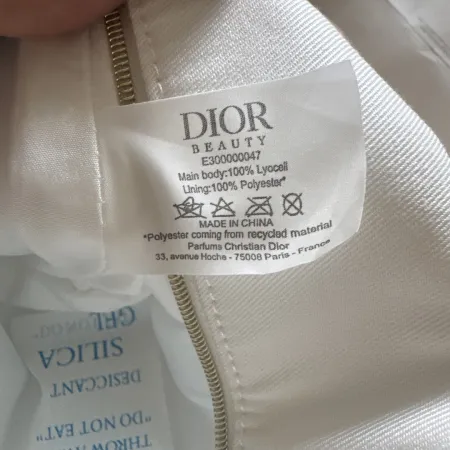 DIOR
BEAUTY
E300000047
Main body:100% Lyocell
Lining:100% Polyester*
MADE IN CHINA
*Polyester coming from recycled material
Parfums Christian Dior
33, avenue Hoche - 75008 Paris - France
GEL
SILICA
DESICCANT
"DO NOT EAT"
THROW